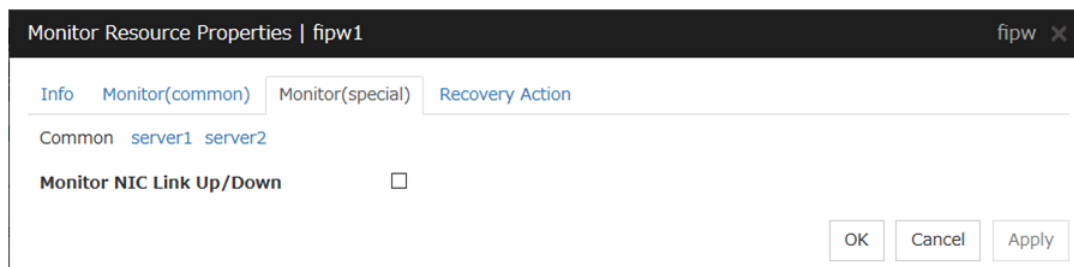 Monitor Resource Properties | fipw1 fipw
Info Monitor(common) Monitor(special) Recovery Action
Common server1 server2
Monitor NIC Link Up/Down
OK Cancel Apply